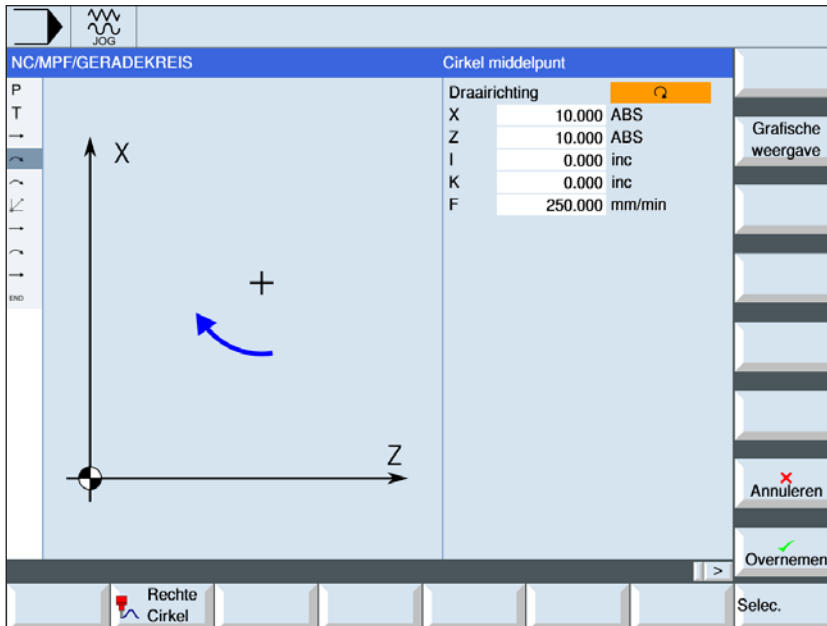 JOG
NC/MPF/GERADEKREIS
Cirkel middelpunt
P
T
END
X
Z
Draairichting
X 10.000 ABS
Z 10.000 ABS
I 0.000 inc
K 0.000 inc
F 250.000 mm/min
Grafische
weergave
Annuleren
Overnemen
>
Rechte
Cirkel
Selec.